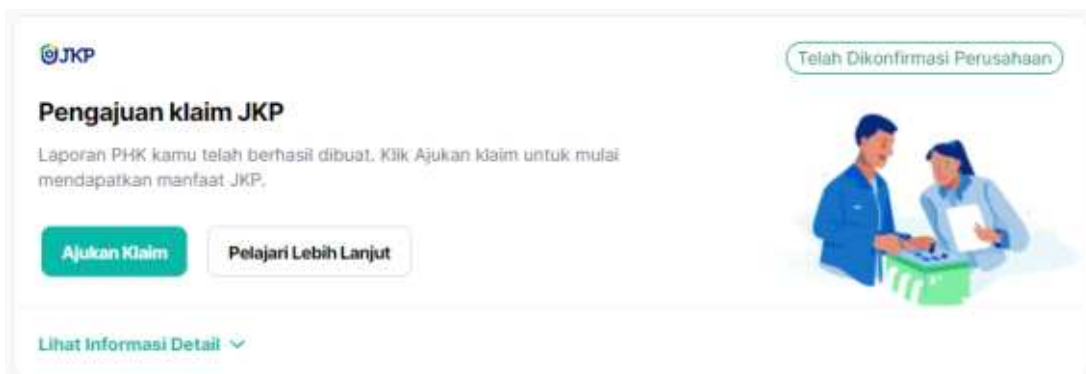 JKP
Telah Dikonfirmasi Perusahaan
Pengajuan klaim JKP
Laporan PHK kamu telah berhasil dibuat. Klik Ajukan klaim untuk mulai
mendapatkan manfaat JKP.
Ajukan Klaim
Pelajari Lebih Lanjut
Lihat Informasi Detail